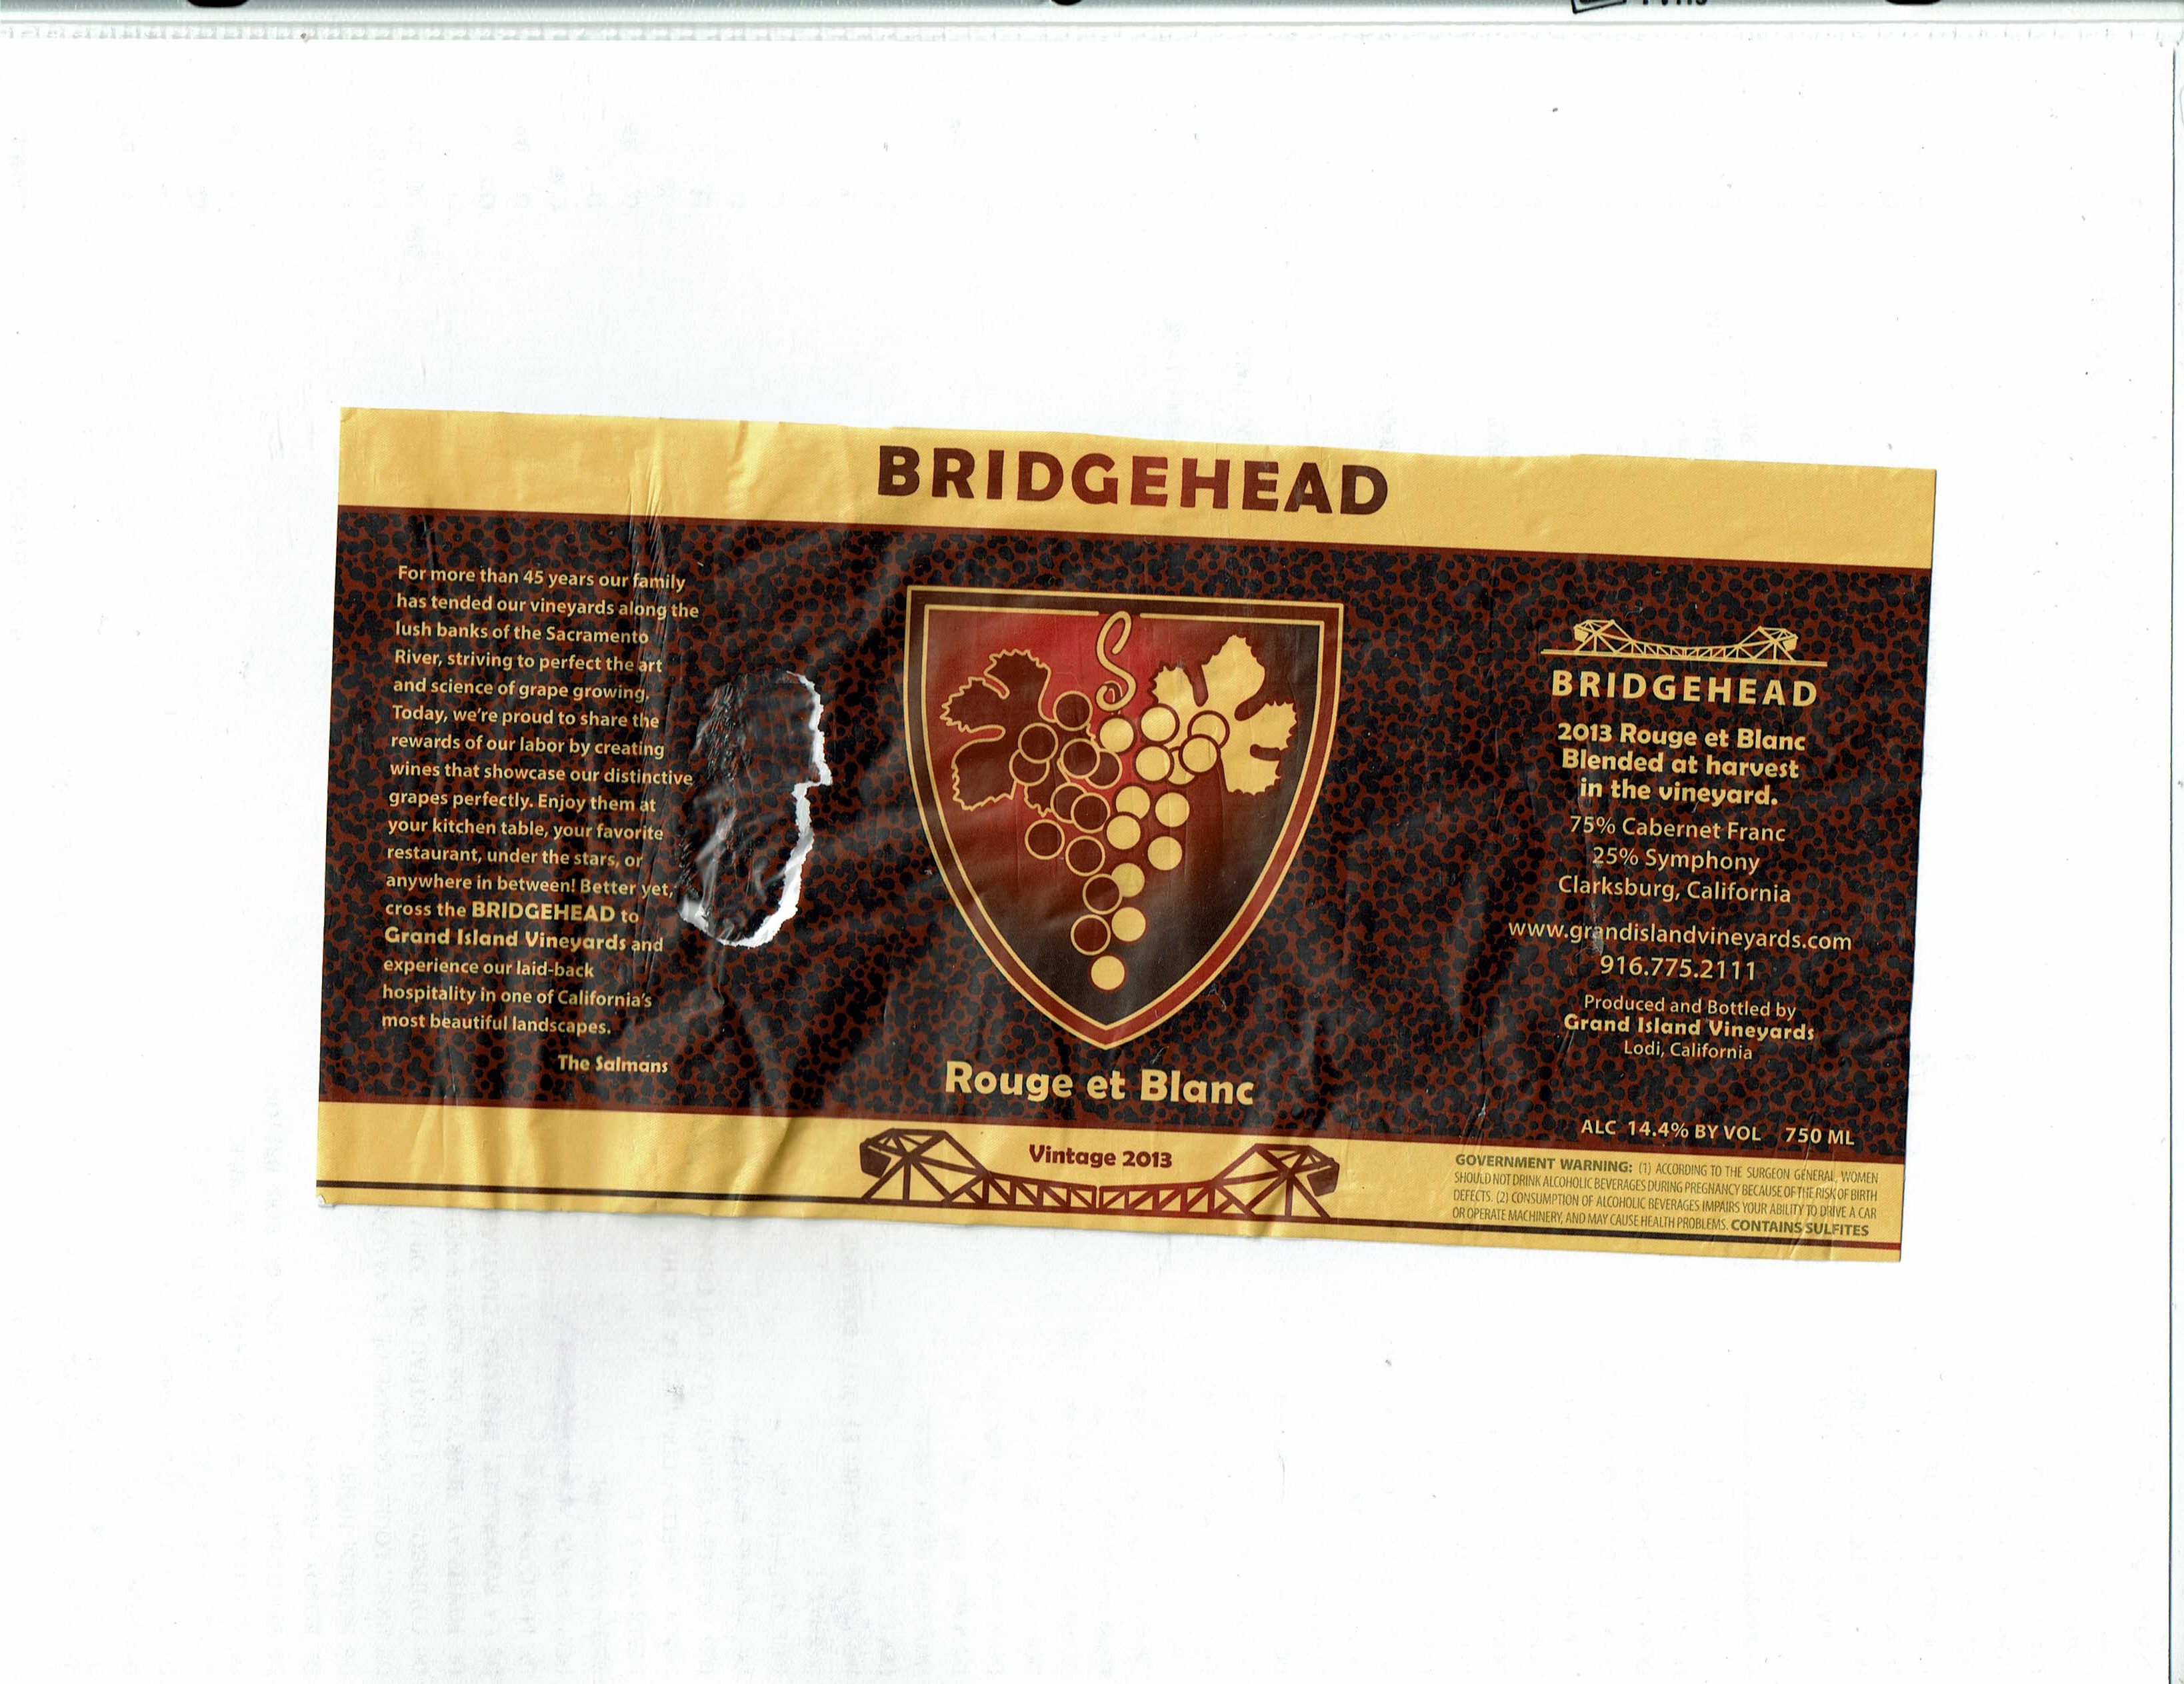 BRIDGEHEAD
For more than 45 years our family
has tended our vineyards along the
lush banks of the Sacramento
River, striving to perfect the art
and science of grape growing.
Today, we're proud to share the
rewards of our labor by creating
wines that showcase our distinctive
grapes perfectly. Enjoy them at
your kitchen table, your favorite
restaurant, under the stars, or
anywhere in between! Better yet,
cross the BRIDGEHEAD to
Grand Island Vineyards and
experience our laid-back
hospitality in one of California's
most beautiful landscapes.
The Salmans
S
Rouge et Blanc
Vintage 2013
BRIDGEHEAD
2013 Rouge et Blanc
Blended at harvest
in the vineyard.
75% Cabernet Franc
25% Symphony
Clarksburg, California
www.grandislandvineyards.com
916.775.2111
Produced and Bottled by
Grand Island Vineyards
Lodi, California
ALC 14.4% BY VOL 750 ML
GOVERNMENT WARNING: (1) ACCORDING TO THE SURGEON GENERAL, WOMEN
SHOULD NOT DRINK ALCOHOLIC BEVERAGES DURING PREGNANCY BECAUSE OF THE RISK OF BIRTH
DEFECTS. (2) CONSUMPTION OF ALCOHOLIC BEVERAGES IMPAIRS YOUR ABILITY TO DRIVE A CAR
OR OPERATE MACHINERY, AND MAY CAUSE HEALTH PROBLEMS. CONTAINS SULFITES